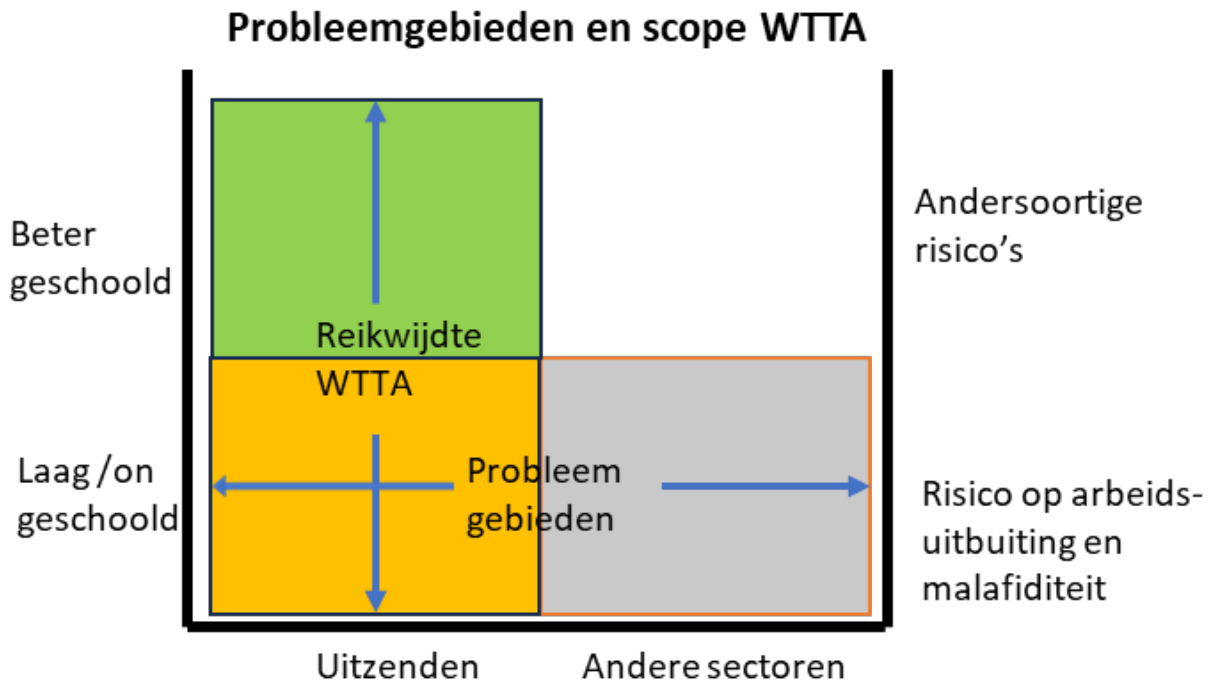 Probleemgebieden en scope WTTA
Beter
geschoold
Andersoortige
risico's
Reikwijdte
WTTA
Laag /on
geschoold
Probleem
gebieden
Risico op arbeids-
uitbuiting en
malafiditeit
Uitzenden
Andere sectoren